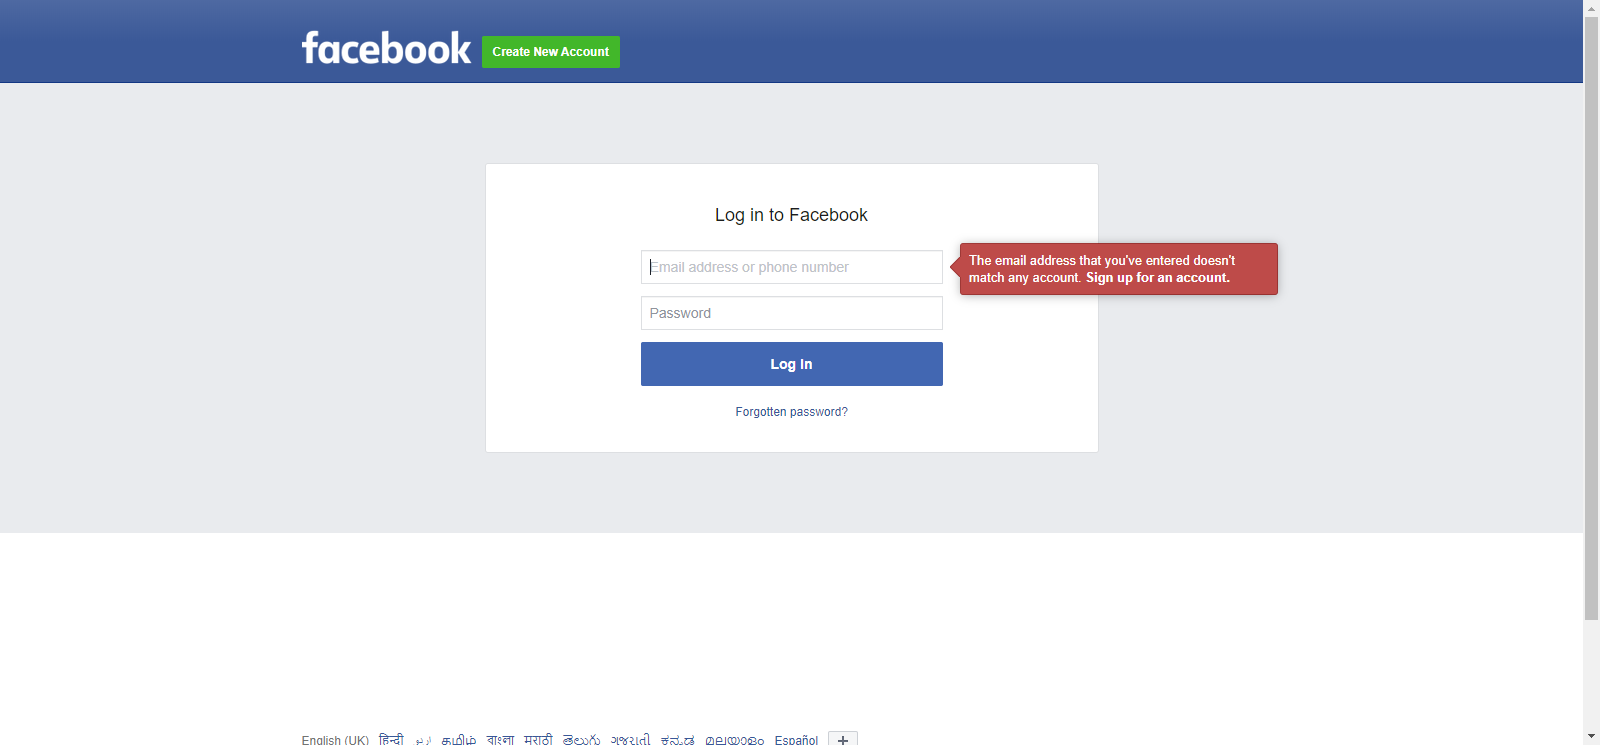 facebook
Create New Account
Log in to Facebook
Email address or phone number
The email address that you've entered doesn't
match any account. Sign up for an account.
Password
Log In
Forgotten password?
English (UK) हिन्दी اردو தமிழ் বাংলা मराठी తెలుగు ગુજરાતી ಕನ್ನಡ മലയാളം Español